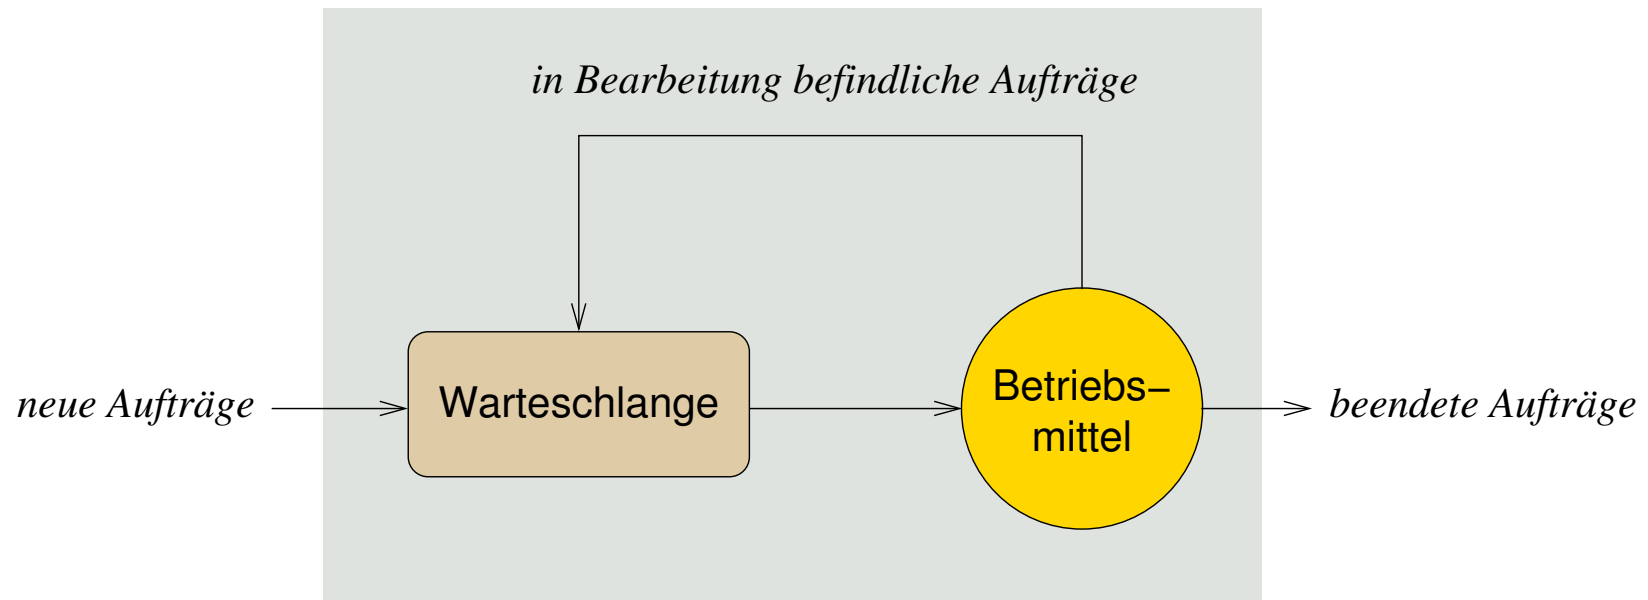 in Bearbeitung befindliche Aufträge
neue Aufträge
Warteschlange
Betriebs–
mittel
beendete Aufträge